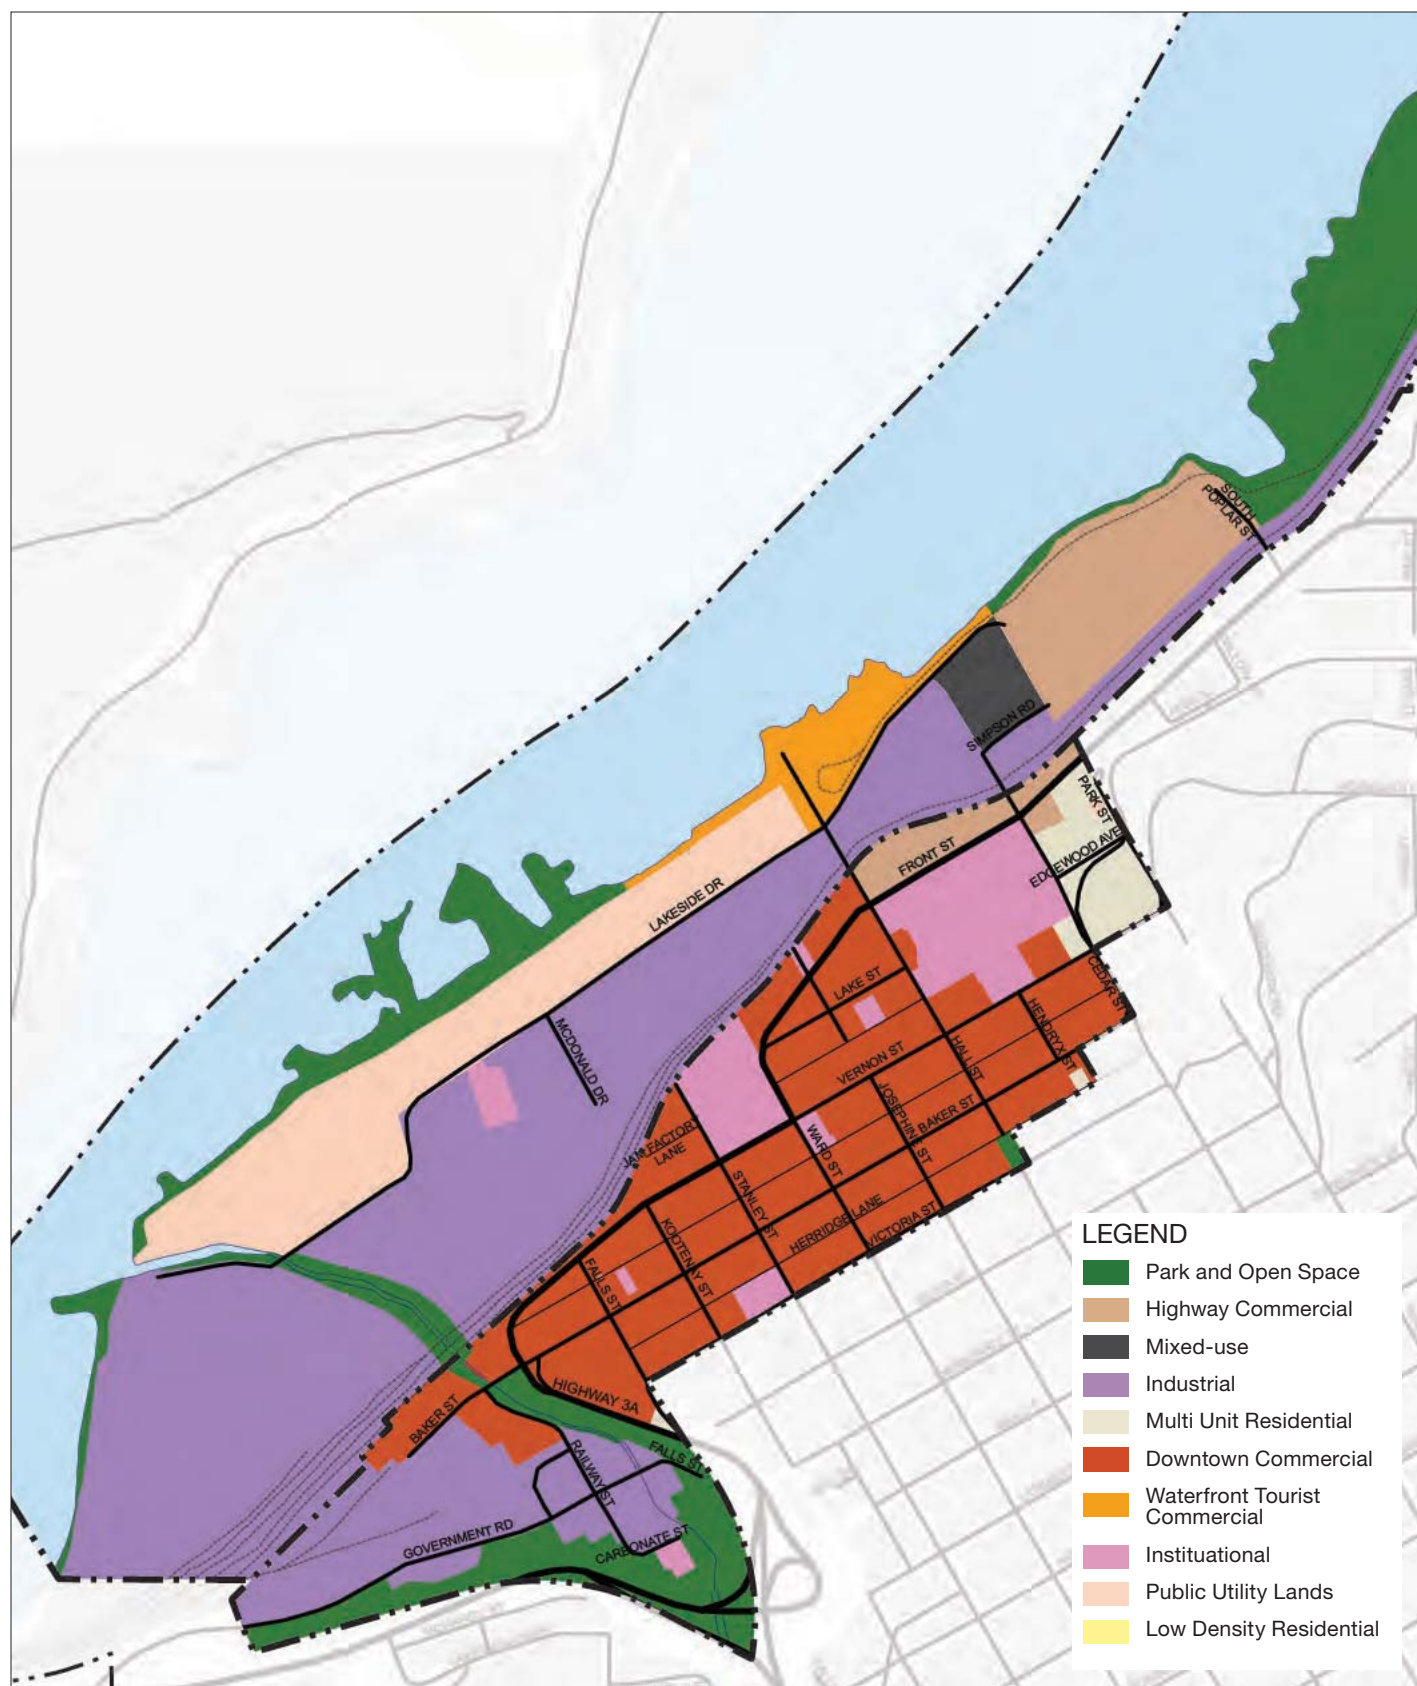 SOUTH
POPLAR ST
SIMPSON RD
PARK ST
FRONT ST
EDGEWOOD AVE
LAKESIDE DR
CEDAR ST
LAKE ST
HENDRYX ST
MCDONALD DR
VERNON ST
HALL ST
JOSEPHINE ST
BAKER ST
WARD ST
LANE
STANLEY ST
HERRIDGE LANE
VICTORIA ST
KOOTENAY ST
FALLS ST
HIGHWAY 3A
BAKER ST
RAILWAY ST
FALLS ST
GOVERNMENT RD
CARBONATE ST
LEGEND
Park and Open Space
Highway Commercial
Mixed-use
Industrial
Multi Unit Residential
Downtown Commercial
Waterfront Tourist
Commercial
Instituational
Public Utility Lands
Low Density Residential